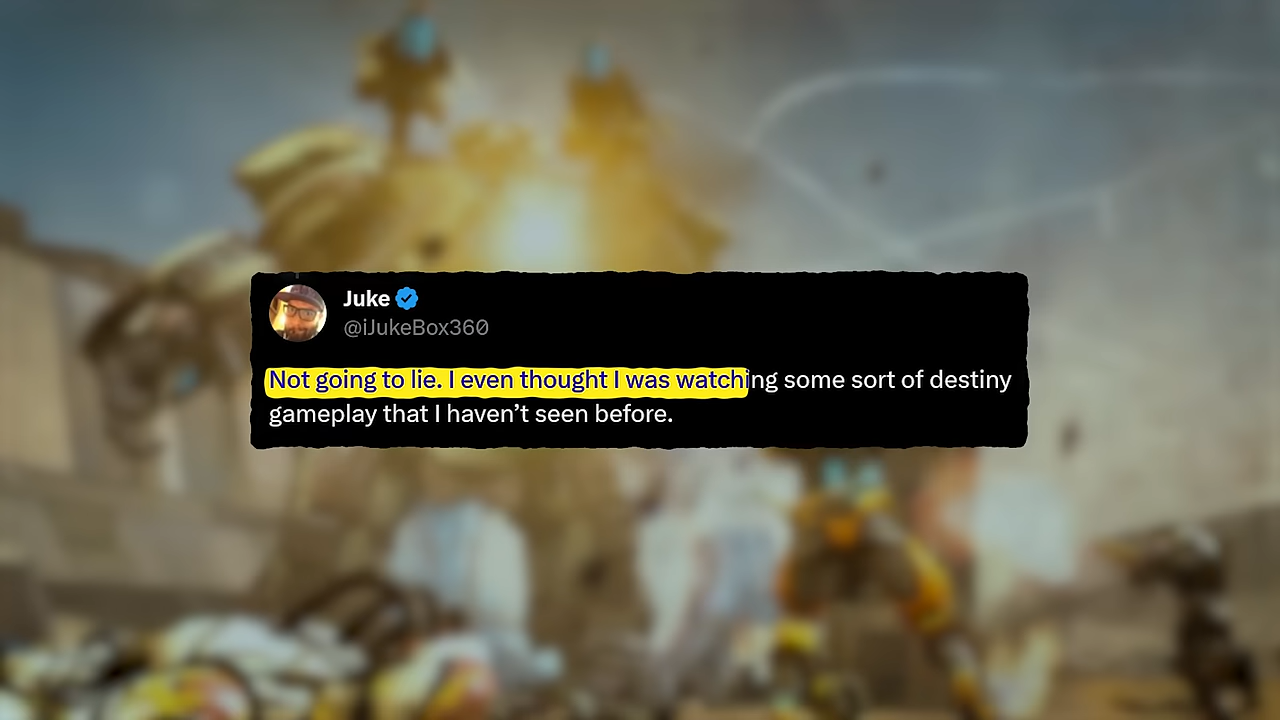 Juke
@iJukeBox360
Not going to lie. I even thought I was watching some sort of destiny
gameplay that I haven’t seen before.